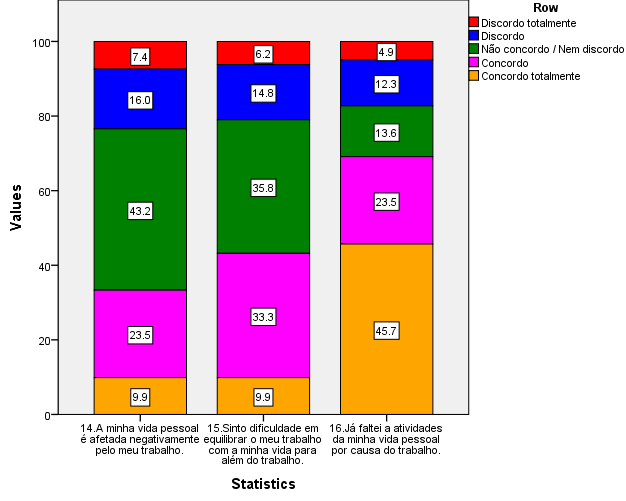 Row
Discordo totalmente
Discordo
Não concordo / Nem discordo
Concordo
Concordo totalmente
Values
100
80
60
40
20
0
7.4
16.0
43.2
23.5
9.9
6.2
14.8
35.8
33.3
9.9
4.9
12.3
13.6
23.5
45.7
14.A minha vida pessoal
é afetada negativamente
pelo meu trabalho.
15.Sinto dificuldade em
equilibrar o meu trabalho
com a minha vida para
além do trabalho.
16.Já faltei a atividades
da minha vida pessoal
por causa do trabalho.
Statistics